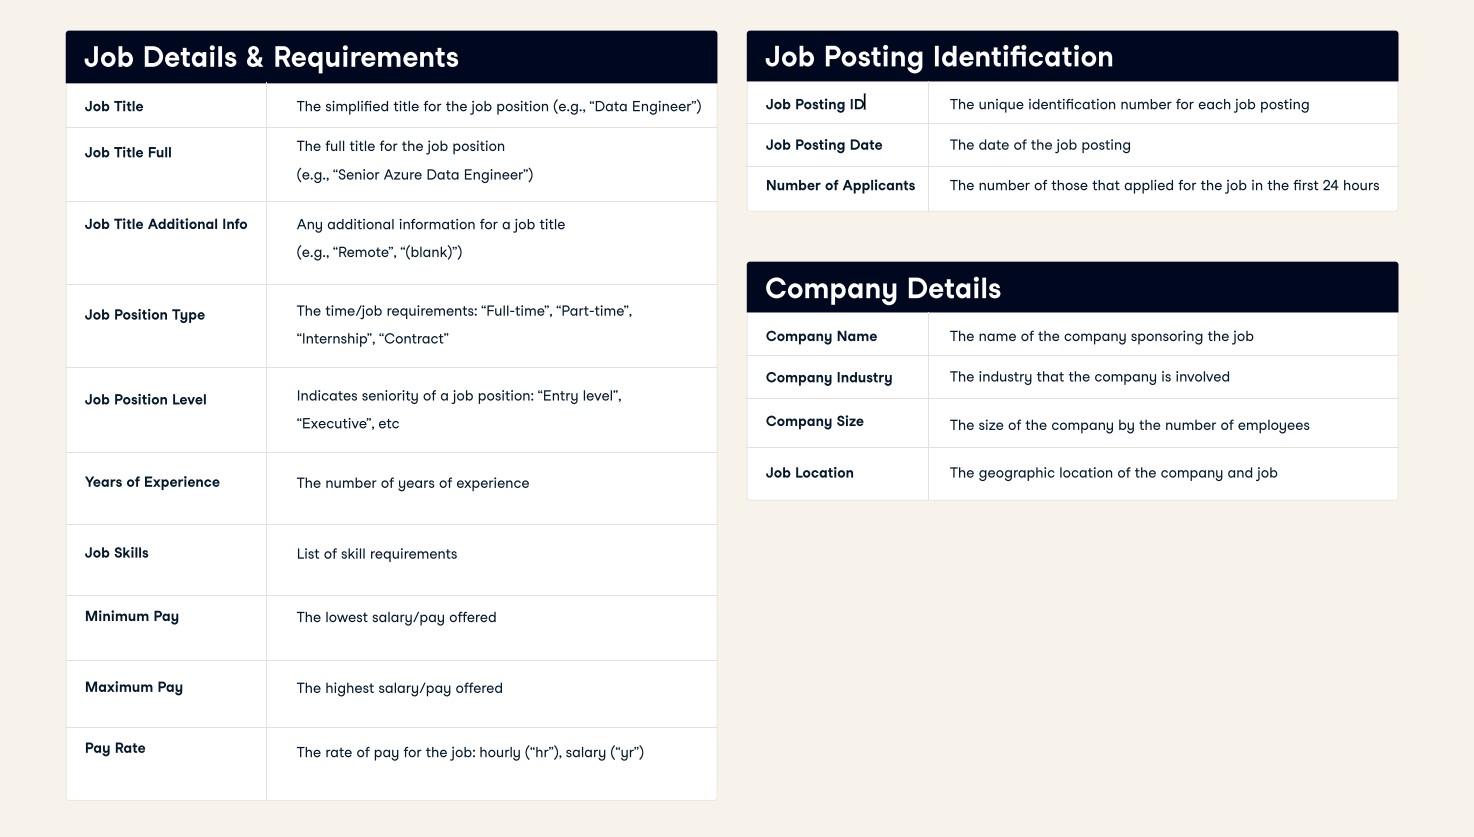 Job Details & Requirements
Job Title
The simplified title for the job position (e.g., “Data Engineer”)
Job Title Full
The full title for the job position
(e.g., “Senior Azure Data Engineer”)
Job Title Additional Info
Any additional information for a job title
(e.g., “Remote”, “(blank)”)
Job Position Type
The time/job requirements: “Full-time”, “Part-time”,
“Internship”, “Contract”
Job Position Level
Indicates seniority of a job position: “Entry level”,
“Executive”, etc
Years of Experience
The number of years of experience
Job Skills
List of skill requirements
Minimum Pay
The lowest salary/pay offered
Maximum Pay
The highest salary/pay offered
Pay Rate
The rate of pay for the job: hourly (“hr”), salary (“yr”)
Job Posting Identification
Job Posting ID
The unique identification number for each job posting
Job Posting Date
The date of the job posting
Number of Applicants
The number of those that applied for the job in the first 24 hours
Company Details
Company Name
The name of the company sponsoring the job
Company Industry
The industry that the company is involved
Company Size
The size of the company by the number of employees
Job Location
The geographic location of the company and job